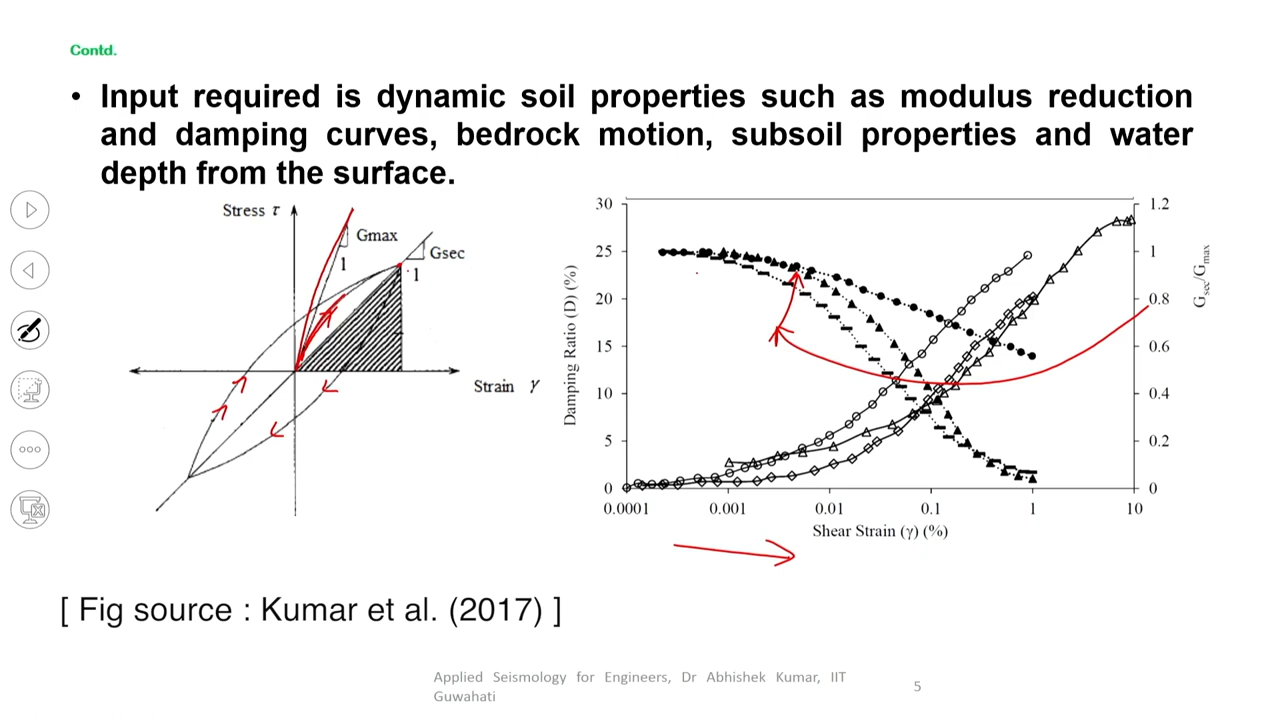 Contd.
• Input required is dynamic soil properties such as modulus reduction
and damping curves, bedrock motion, subsoil properties and water
depth from the surface.
Stress τ
Gmax
1
Gsec
1
Strain γ
30
25
20
15
10
5
0
Damping Ratio (D) (%)
1.2
1
0.8
0.6
0.4
0.2
0
Gsec/Gmax
0.0001 0.001 0.01 0.1 1 10
Shear Strain (γ) (%)
[ Fig source : Kumar et al. (2017) ]
Applied Seismology for Engineers, Dr Abhishek Kumar, IIT
Guwahati
5